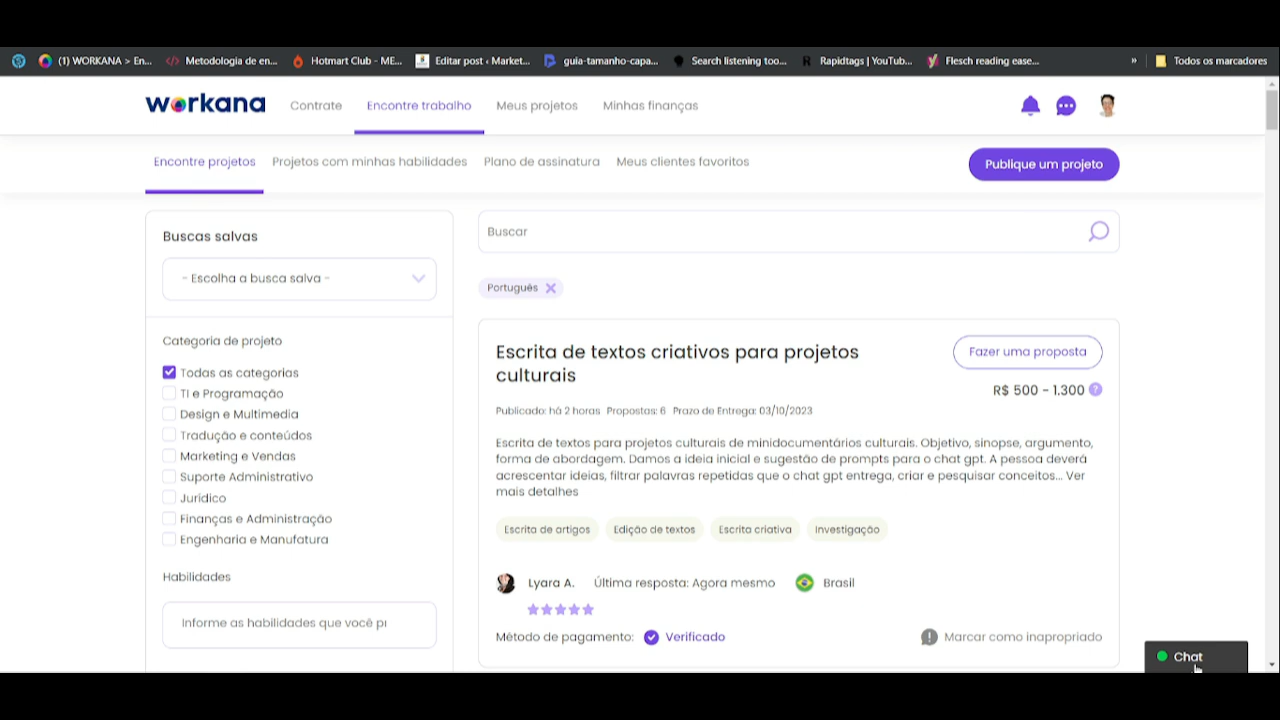 (1) WORKANA > En... Metodologia de en... Hotmart Club - ME... Editar post ‹ Market... guia-tamanho-capa... Search listening too... Rapidtags | YouTub... Flesch reading ease... » Todos os marcadores
workana Contrate Encontre trabalho Meus projetos Minhas finanças
Encontre projetos Projetos com minhas habilidades Plano de assinatura Meus clientes favoritos Publique um projeto
Buscas salvas
- Escolha a busca salva -
Categoria de projeto
Todas as categorias
TI e Programação
Design e Multimedia
Tradução e conteúdos
Marketing e Vendas
Suporte Administrativo
Jurídico
Finanças e Administração
Engenharia e Manufatura
Habilidades
Informe as habilidades que você pr
Buscar
Português
Escrita de textos criativos para projetos
culturais
Fazer uma proposta
R$ 500 - 1.300 ?
Publicado: há 2 horas Propostas: 6 Prazo de Entrega: 03/10/2023
Escrita de textos para projetos culturais de minidocumentários culturais. Objetivo, sinopse, argumento,
forma de abordagem. Damos a ideia inicial e sugestão de prompts para o chat gpt. A pessoa deverá
acrescentar ideias, filtrar palavras repetidas que o chat gpt entrega, criar e pesquisar conceitos... Ver
mais detalhes
Escrita de artigos Edição de textos Escrita criativa Investigação
Lyara A. Última resposta: Agora mesmo Brasil
Método de pagamento: Verificado Marcar como inapropriado
Chat